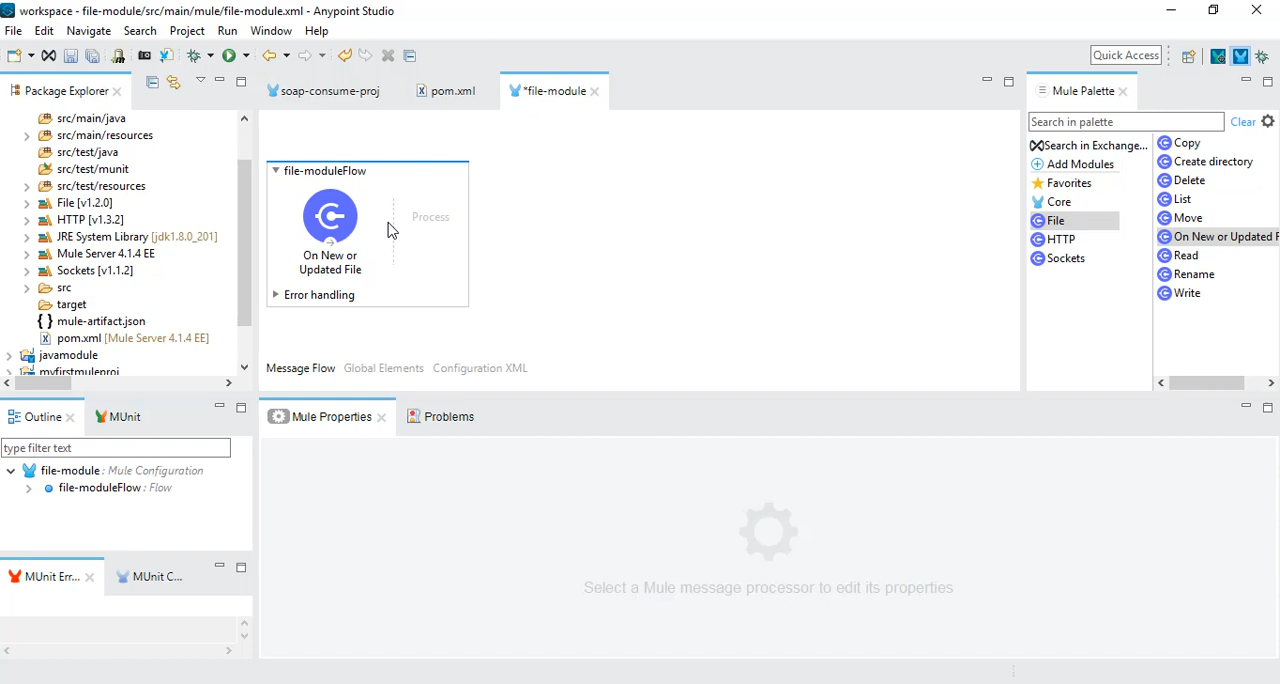 workspace - file-module/src/main/mule/file-module.xml - Anypoint Studio
File Edit Navigate Search Project Run Window Help
Quick Access
Package Explorer
src/main/java
src/main/resources
src/test/java
src/test/munit
src/test/resources
File [v1.2.0]
HTTP [v1.3.2]
JRE System Library [jdk1.8.0_201]
Mule Server 4.1.4 EE
Sockets [v1.1.2]
src
target
mule-artifact.json
pom.xml [Mule Server 4.1.4 EE]
javamodule
myfirstmuleproj
soap-consume-proj
pom.xml
*file-module
file-moduleFlow
Process
On New or
Updated File
Error handling
Message Flow Global Elements Configuration XML
Mule Palette
Search in palette
Clear
Search in Exchange...
Add Modules
Favorites
Core
File
HTTP
Sockets
Copy
Create directory
Delete
List
Move
On New or Updated F
Read
Rename
Write
Outline
MUnit
type filter text
file-module : Mule Configuration
file-moduleFlow : Flow
MUnit Err...
MUnit C...
Mule Properties
Problems
Select a Mule message processor to edit its properties